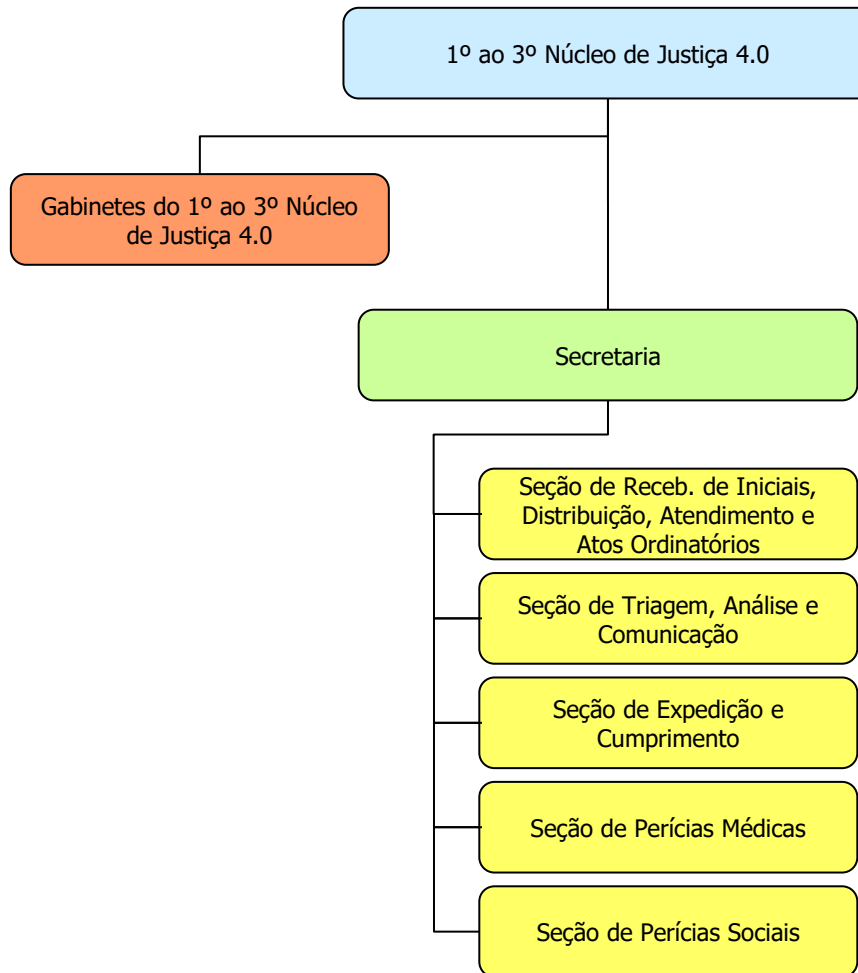 1º ao 3º Núcleo de Justiça 4.0
Gabinetes do 1º ao 3º Núcleo
de Justiça 4.0
Secretaria
Seção de Receb. de Iniciais,
Distribuição, Atendimento e
Atos Ordinatórios
Seção de Triagem, Análise e
Comunicação
Seção de Expedição e
Cumprimento
Seção de Perícias Médicas
Seção de Perícias Sociais